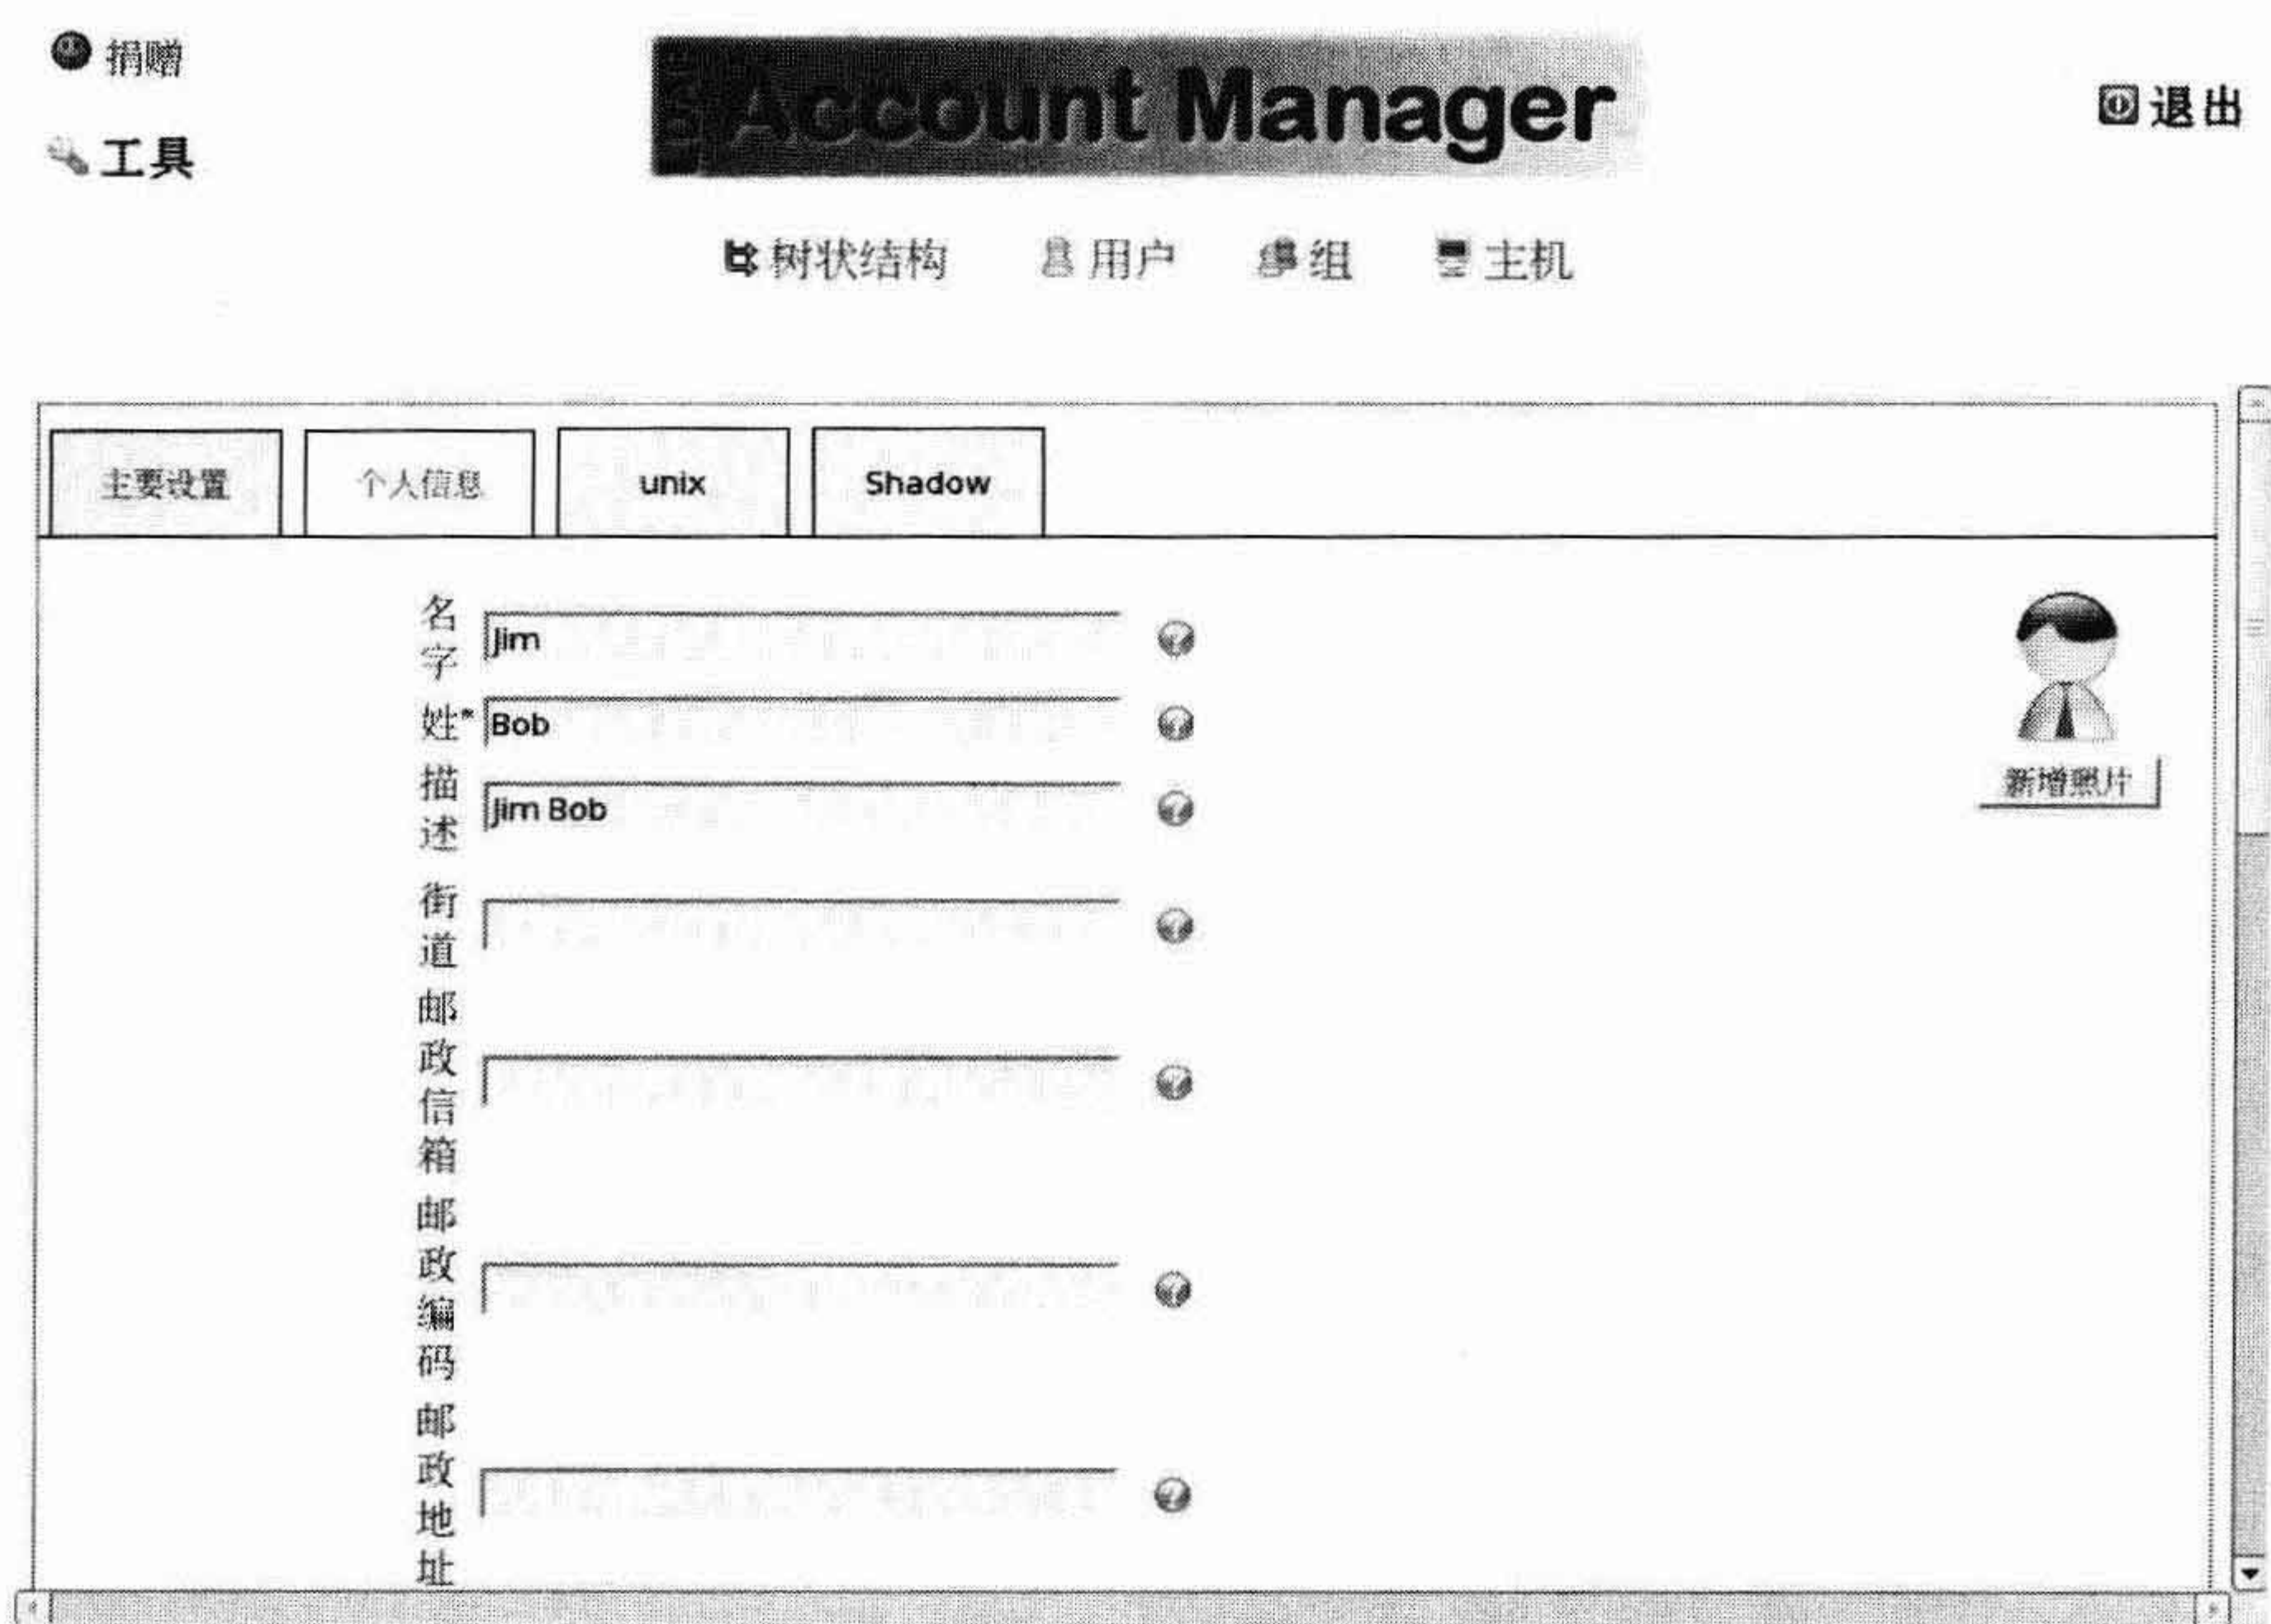 捐赠
Account Manager
退出
工具
树状结构 用户 组 主机
主要设置 个人信息 unix Shadow
名字 Jim
姓* Bob
描述 Jim Bob
新增照片
街道
邮政信箱
邮政编码
邮政地址